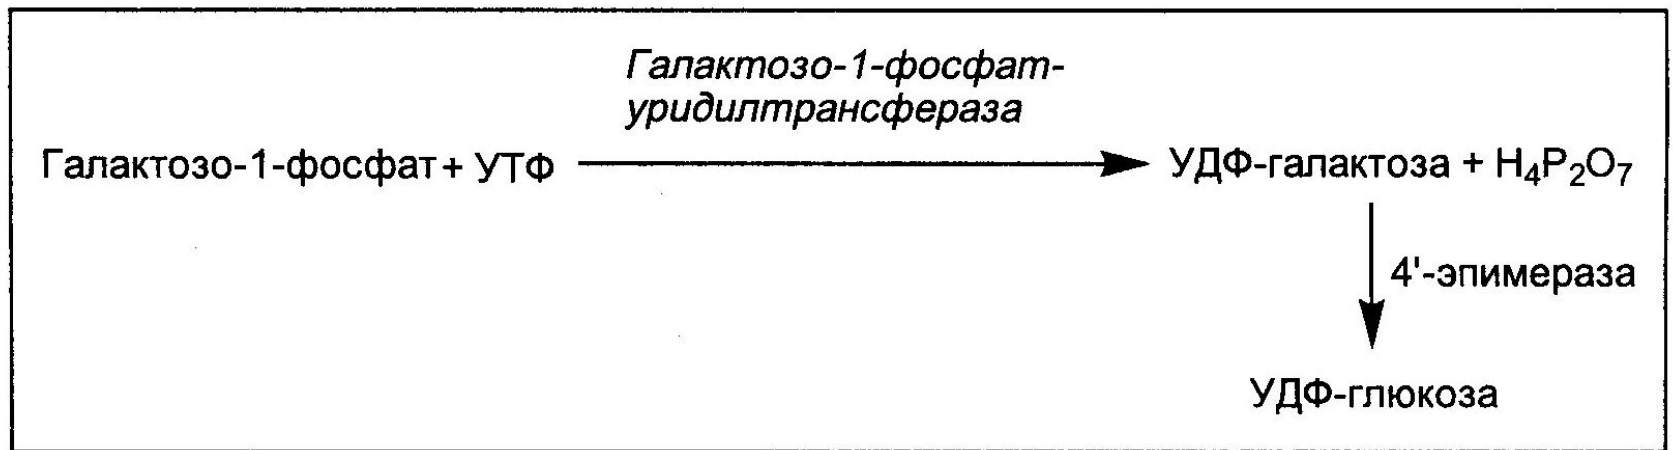 Галактозо-1-фосфат-
уридилтрансфераза
Галактозо-1-фосфат + УТФ УДФ-галактоза + H₄P₂O₇
4'-эпимераза
УДФ-глюкоза